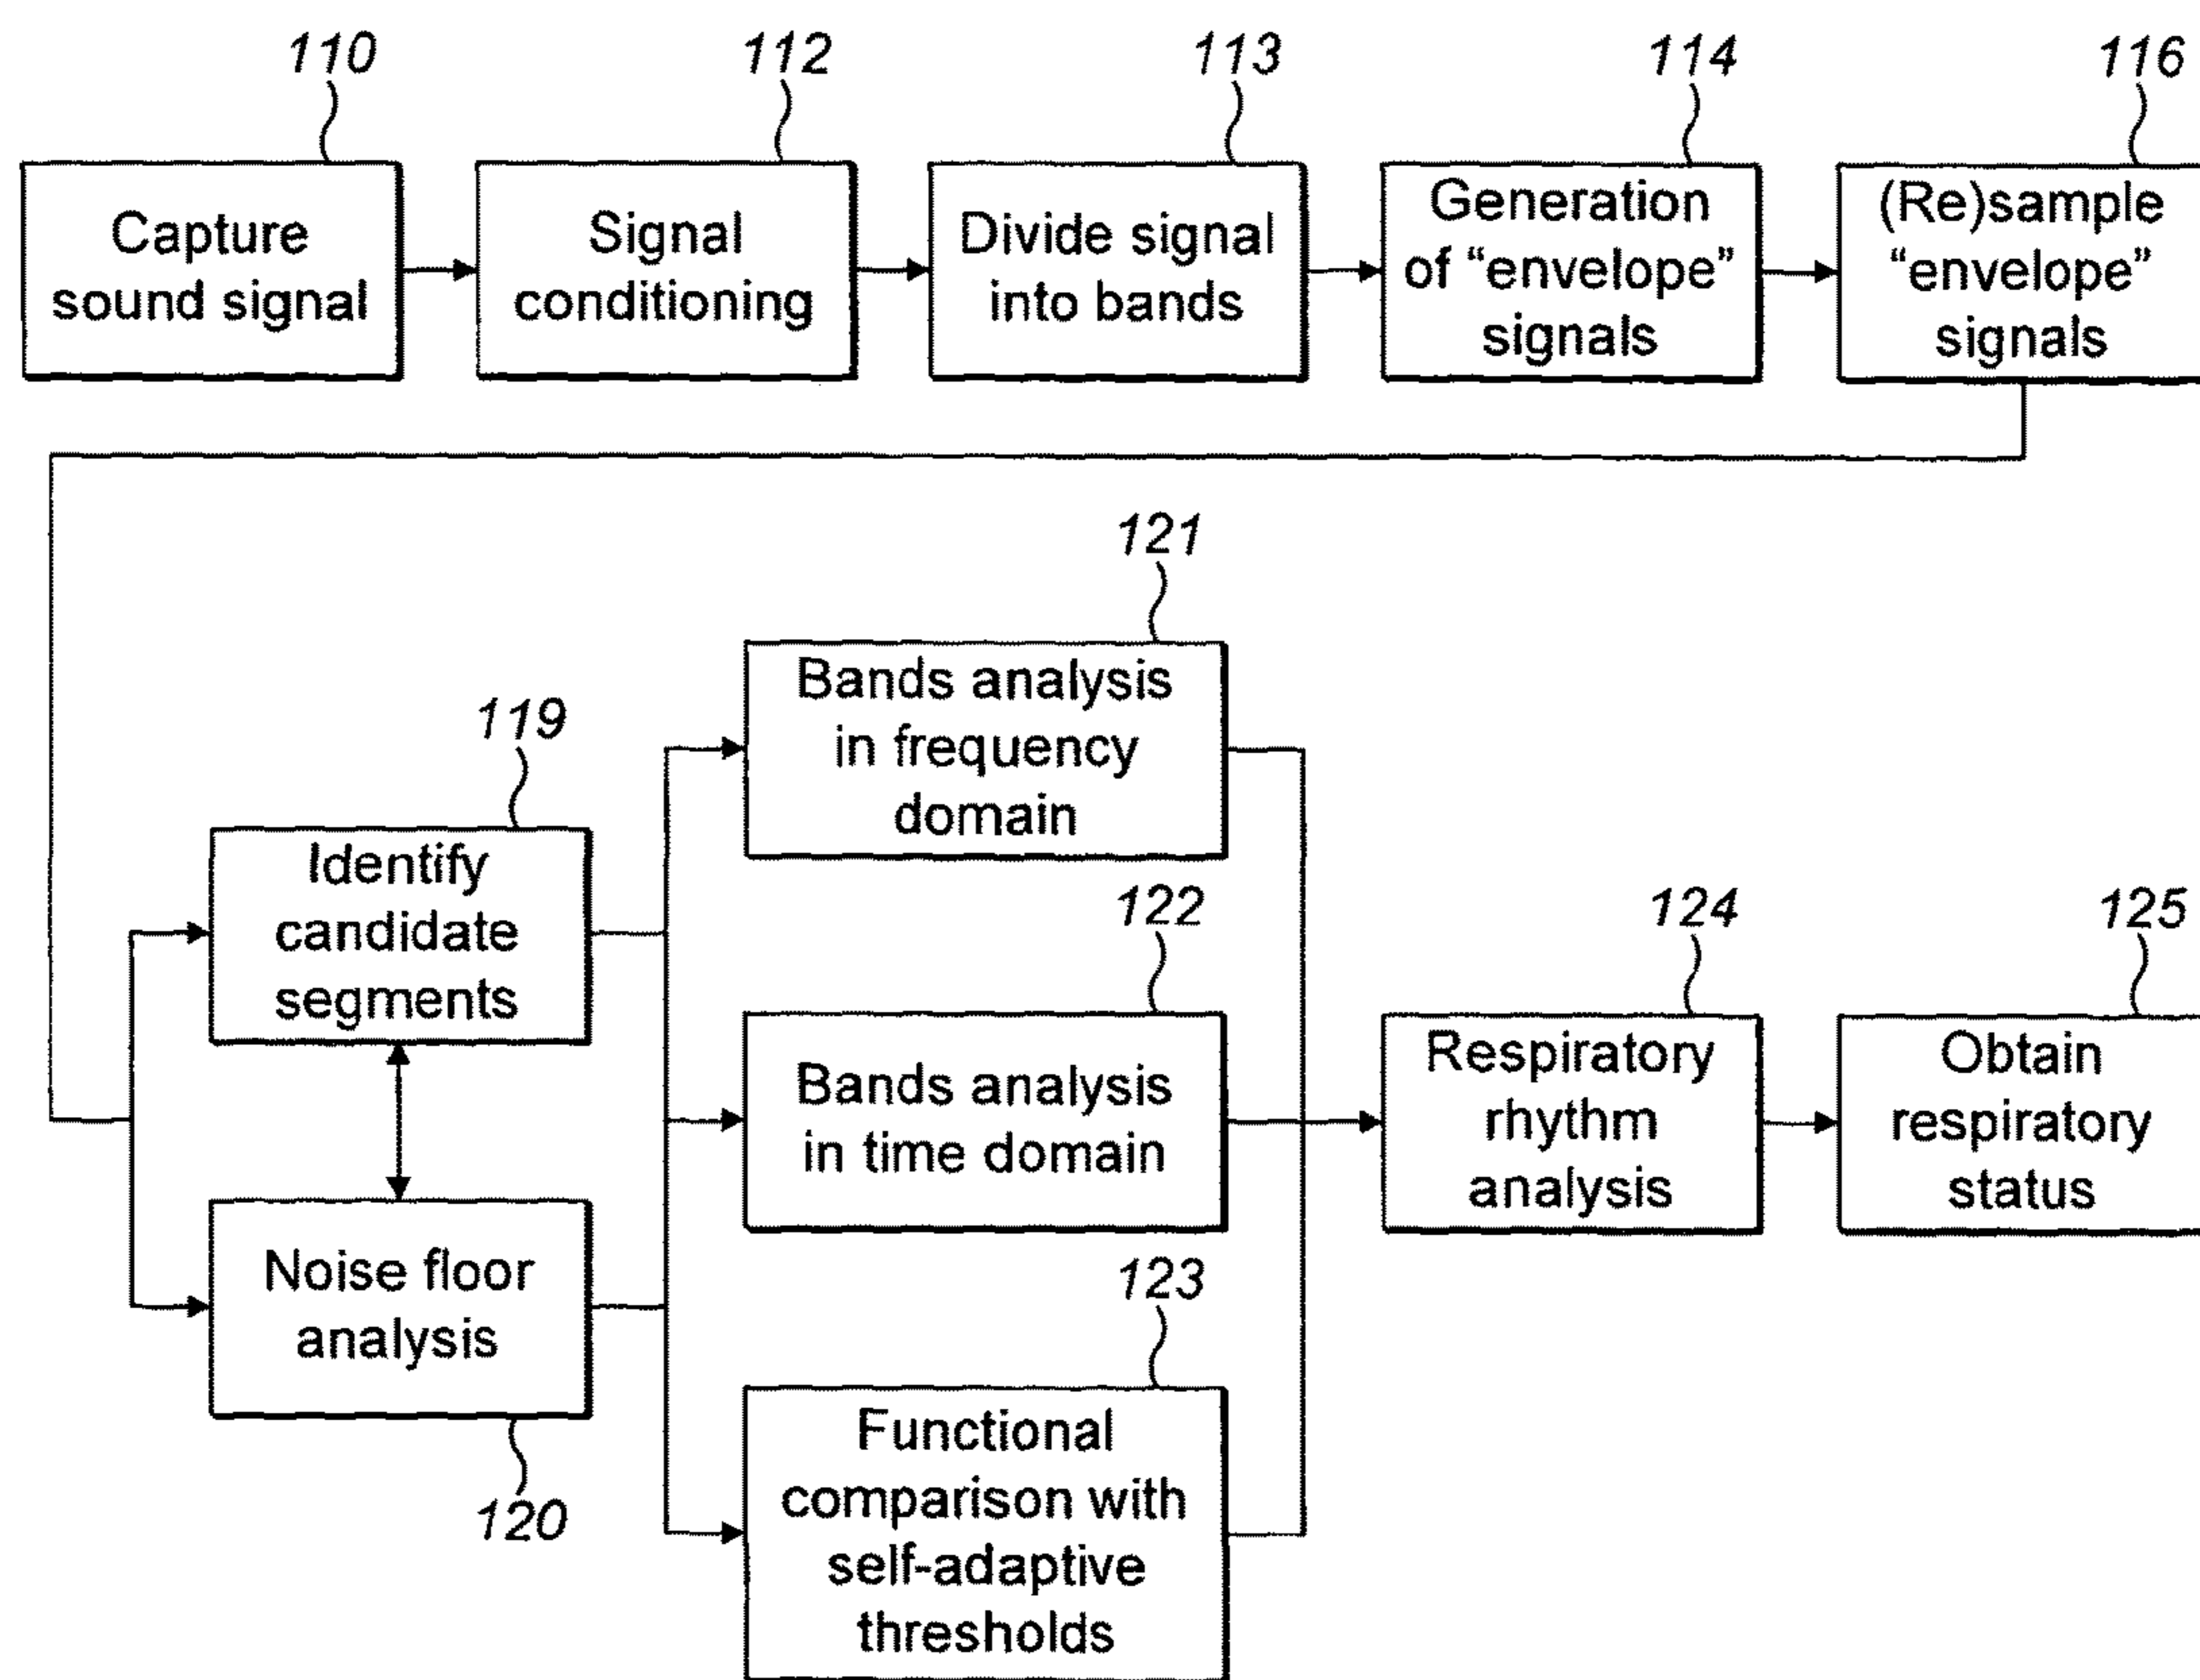 110
112
113
114
116
Capture
sound signal
Signal
conditioning
Divide signal
into bands
Generation
of “envelope”
signals
(Re)sample
“envelope”
signals
121
Bands analysis
in frequency
domain
119
Identify
candidate
segments
122
Bands analysis
in time domain
124
Respiratory
rhythm
analysis
125
Obtain
respiratory
status
Noise floor
analysis
120
123
Functional
comparison with
self-adaptive
thresholds